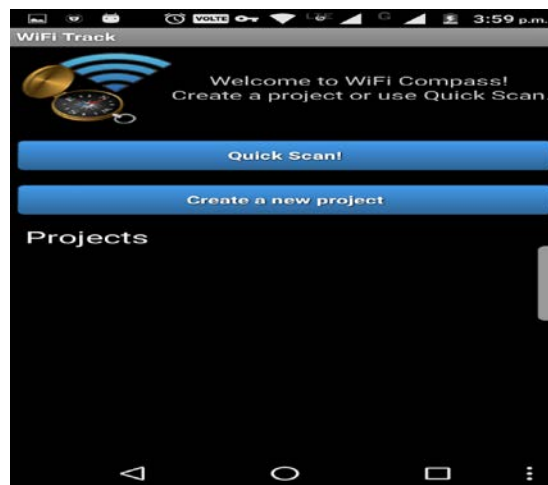 VOLTE LTE G 3:59 p.m.
WiFi Track
Welcome to WiFi Compass!
Create a project or use Quick Scan.
Quick Scan!
Create a new project
Projects